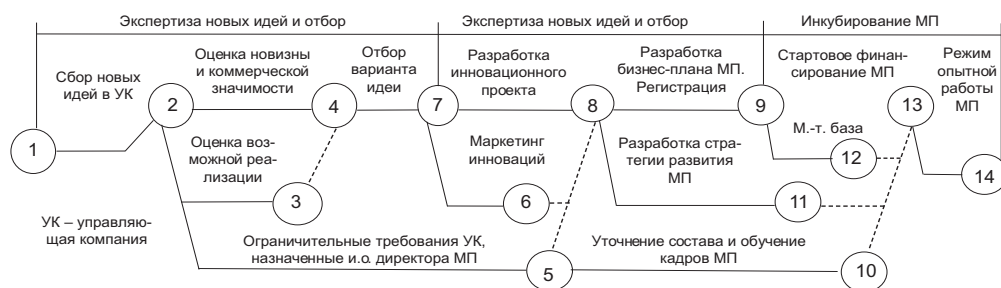 Экспертиза новых идей и отбор
Экспертиза новых идей и отбор
Инкубирование МП
Сбор новых
идей в УК
Оценка новизны
и коммерческой
значимости
Отбор
варианта
идеи
Разработка
инновационного
проекта
Разработка
бизнес-плана МП.
Регистрация
Стартовое финан-
сирование МП
Режим
опытной
работы
МП
1
2
4
7
8
9
13
Оценка воз-
можной реа-
лизации
3
Маркетинг
инноваций
6
Разработка стра-
тегии развития
МП
11
М.-т. база
12
14
УК – управляю-
щая компания
Ограничительные требования УК,
назначенные и.о. директора МП
5
Уточнение состава и обучение
кадров МП
10